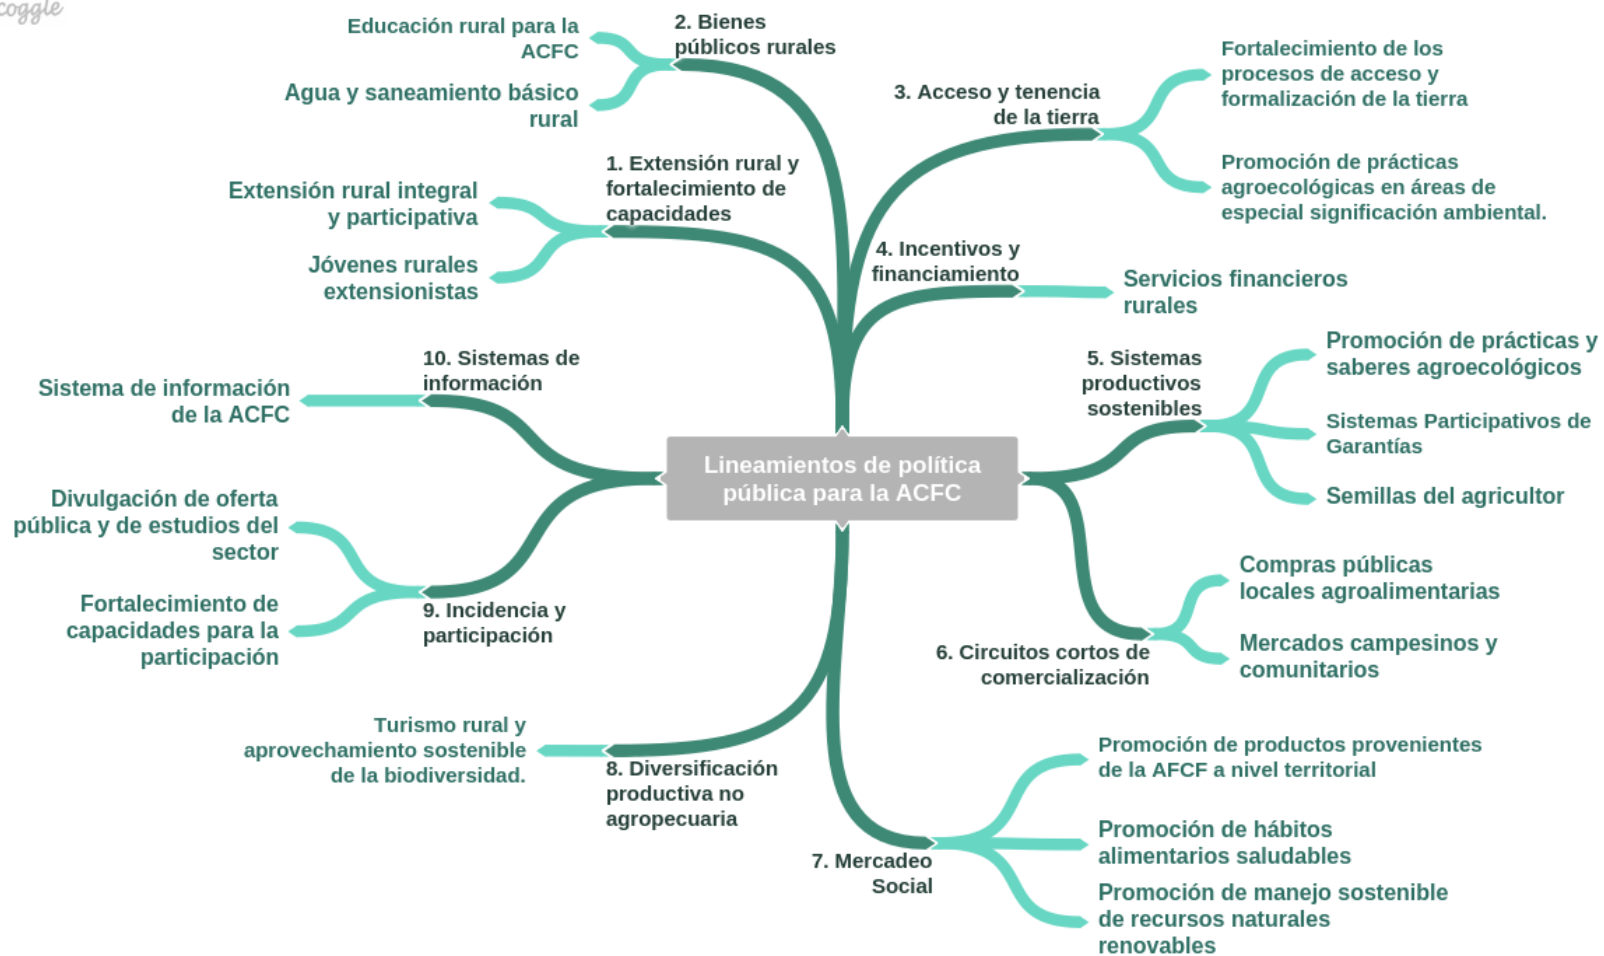 coggle
Educación rural para la
ACFC
Agua y saneamiento básico
rural
2. Bienes
públicos rurales
1. Extensión rural y
fortalecimiento de
capacidades
Extensión rural integral
y participativa
Jóvenes rurales
extensionistas
3. Acceso y tenencia
de la tierra
Fortalecimiento de los
procesos de acceso y
formalización de la tierra
Promoción de prácticas
agroecológicas en áreas de
especial significación ambiental.
4. Incentivos y
financiamiento
Servicios financieros
rurales
5. Sistemas
productivos
sostenibles
Promoción de prácticas y
saberes agroecológicos
Sistemas Participativos de
Garantías
Semillas del agricultor
10. Sistemas de
información
Sistema de información
de la ACFC
Lineamientos de política
pública para la ACFC
Divulgación de oferta
pública y de estudios del
sector
Fortalecimiento de
capacidades para la
participación
9. Incidencia y
participación
6. Circuitos cortos de
comercialización
Compras públicas
locales agroalimentarias
Mercados campesinos y
comunitarios
Turismo rural y
aprovechamiento sostenible
de la biodiversidad.
8. Diversificación
productiva no
agropecuaria
7. Mercadeo
Social
Promoción de productos provenientes
de la AFCF a nivel territorial
Promoción de hábitos
alimentarios saludables
Promoción de manejo sostenible
de recursos naturales
renovables